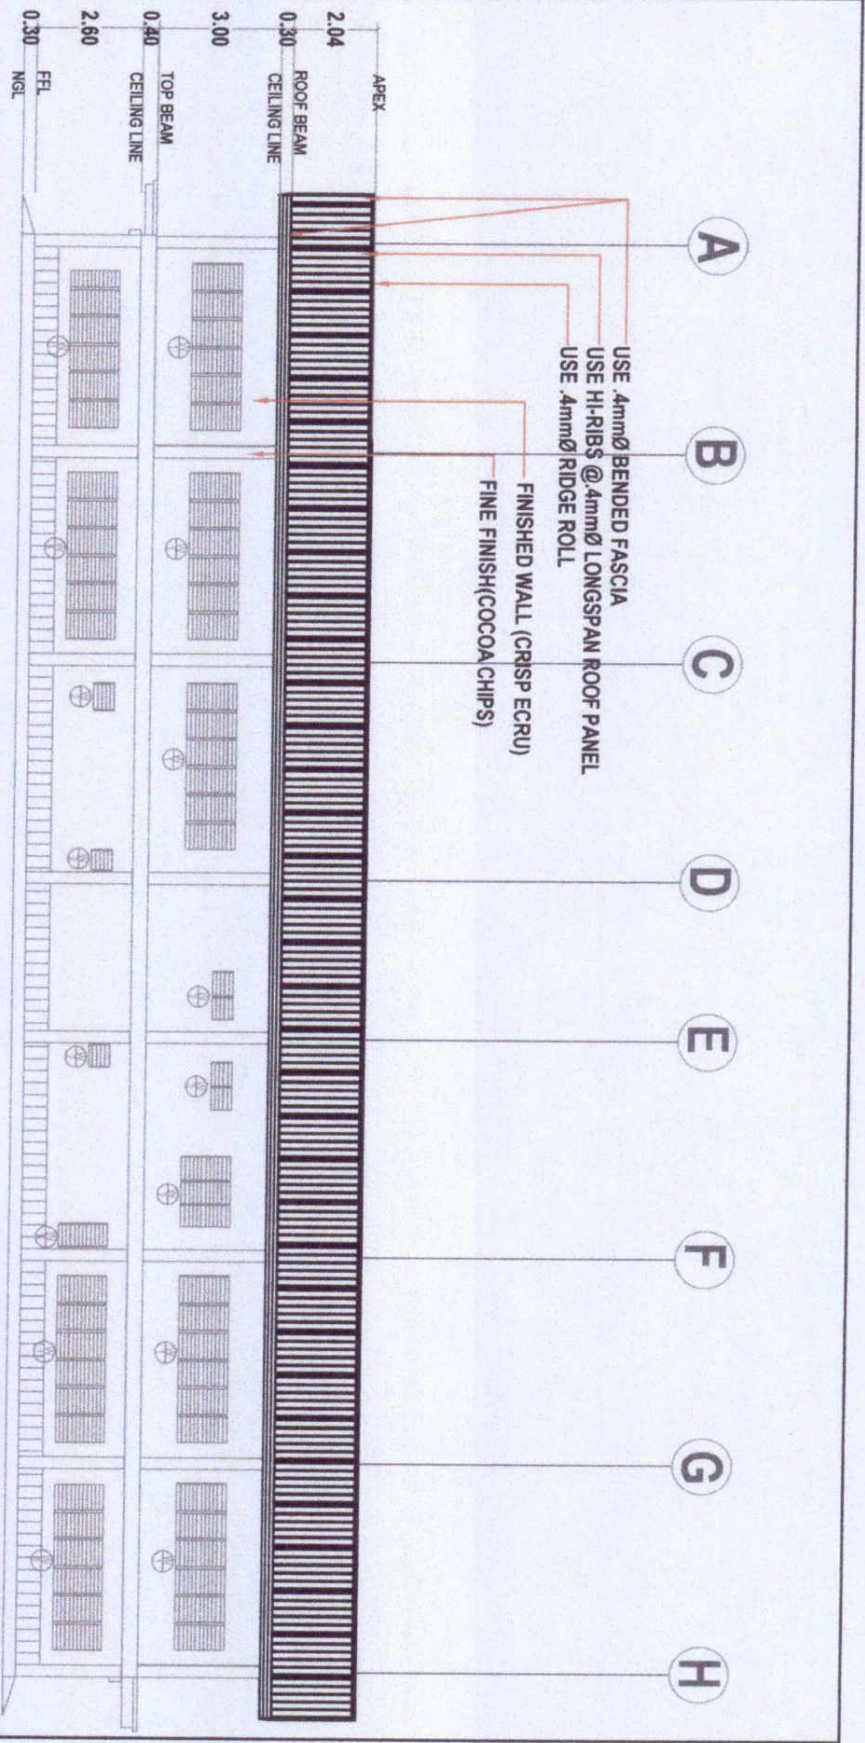 A
B
C
D
E
F
G
H
USE .4mmØ BENDED FASCIA
USE HI-RIBS @.4mmØ LONGSPAN ROOF PANEL
USE .4mmØ RIDGE ROLL
FINISHED WALL (CRISP ECRU)
FINE FINISH(COCOA CHIPS)
APEX
2.04
ROOF BEAM
0.30
CEILING LINE
3.00
TOP BEAM
0.40
CEILING LINE
2.60
FFL
0.30
NGL